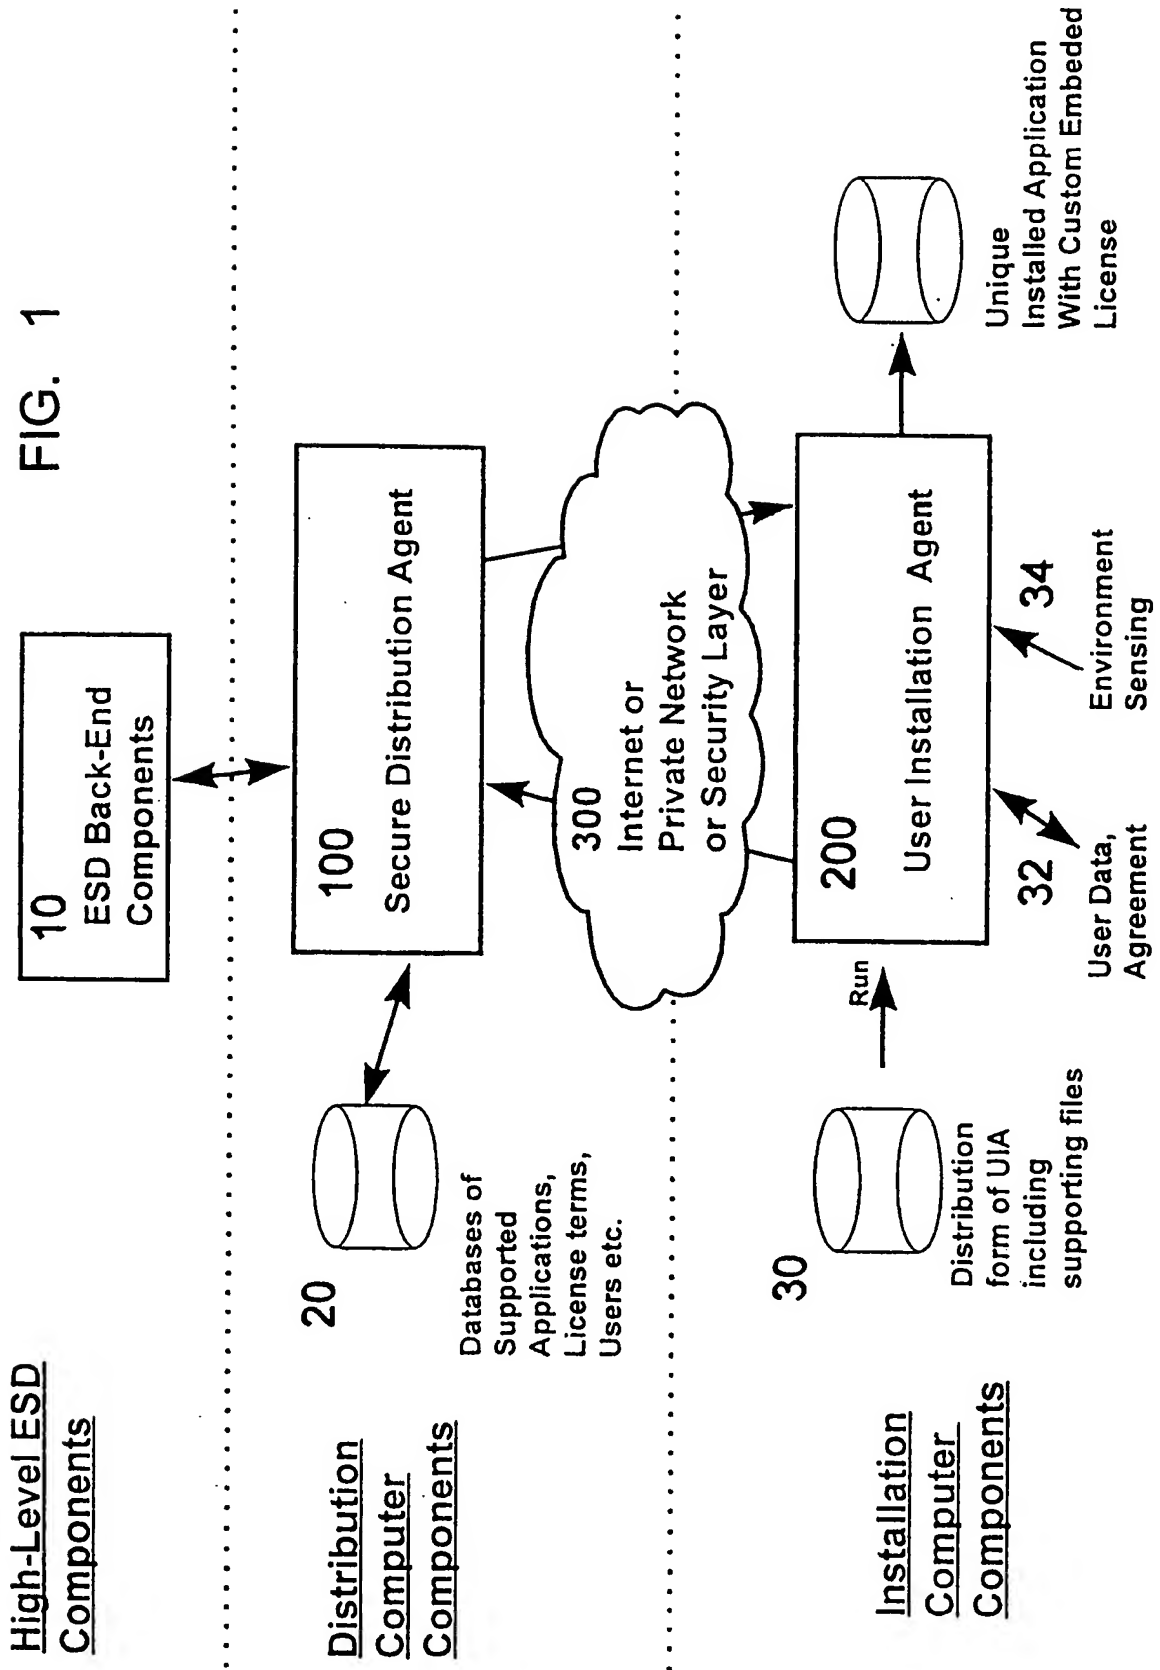 FIG. 1
High-Level ESD
Components
10
ESD Back-End
Components
Distribution
Computer
Components
20
Databases of
Supported
Applications,
License terms,
Users etc.
100
Secure Distribution Agent
300
Internet or
Private Network
or Security Layer
Installation
Computer
Components
30
Distribution
form of UIA
including
supporting files
Run
200
User Installation Agent
32
User Data,
Agreement
34
Environment
Sensing
Unique
Installed Application
With Custom Embeded
License